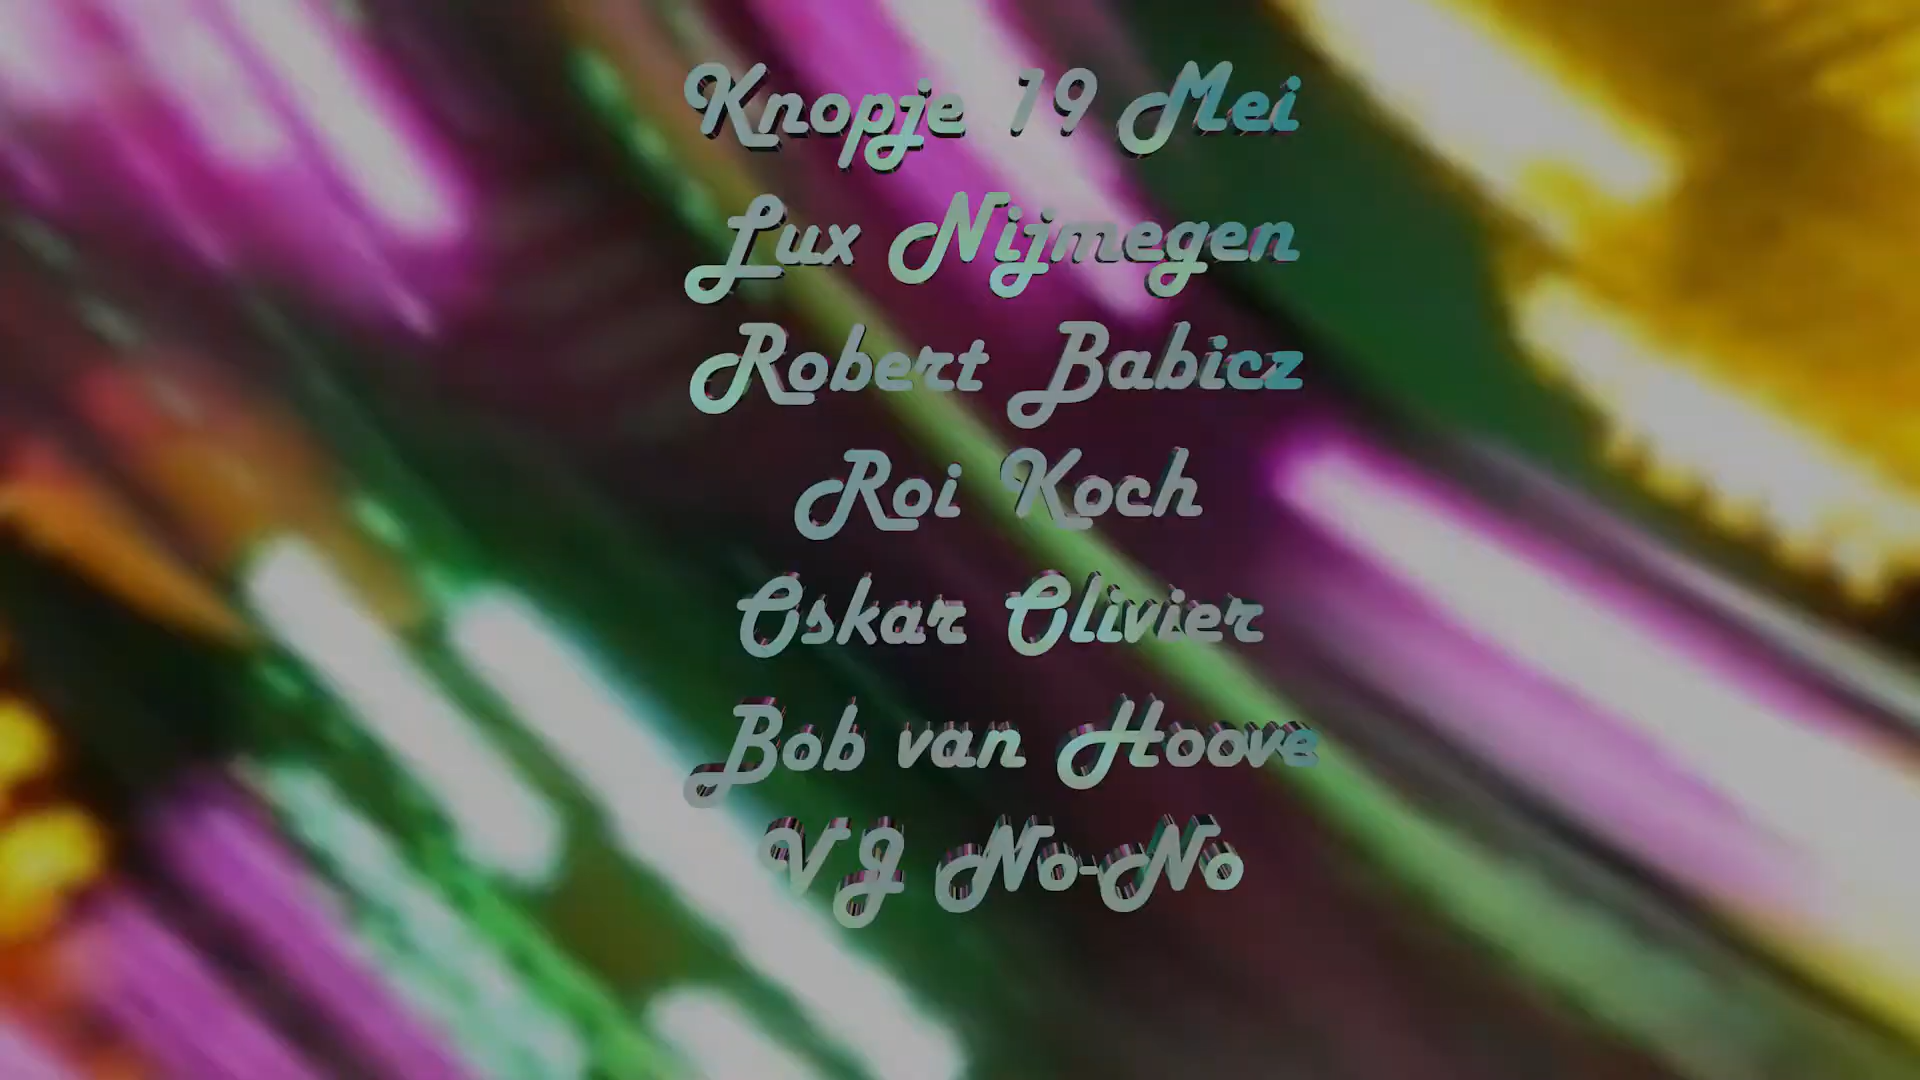 Knopje 19 Mei
Lux Nijmegen
Robert Babicz
Roi Koch
Oskar Olivier
Bob van Hoove
VJ No-No